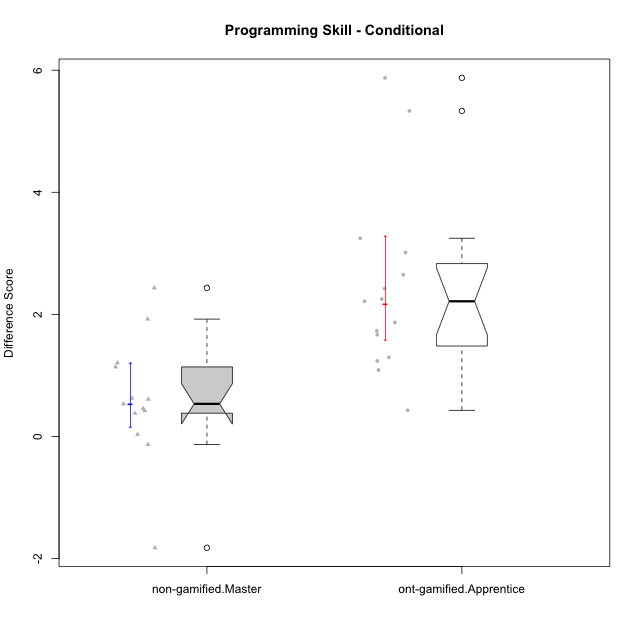 Programming Skill - Conditional
Difference Score
6
4
2
0
-2
non-gamified.Master
ont-gamified.Apprentice